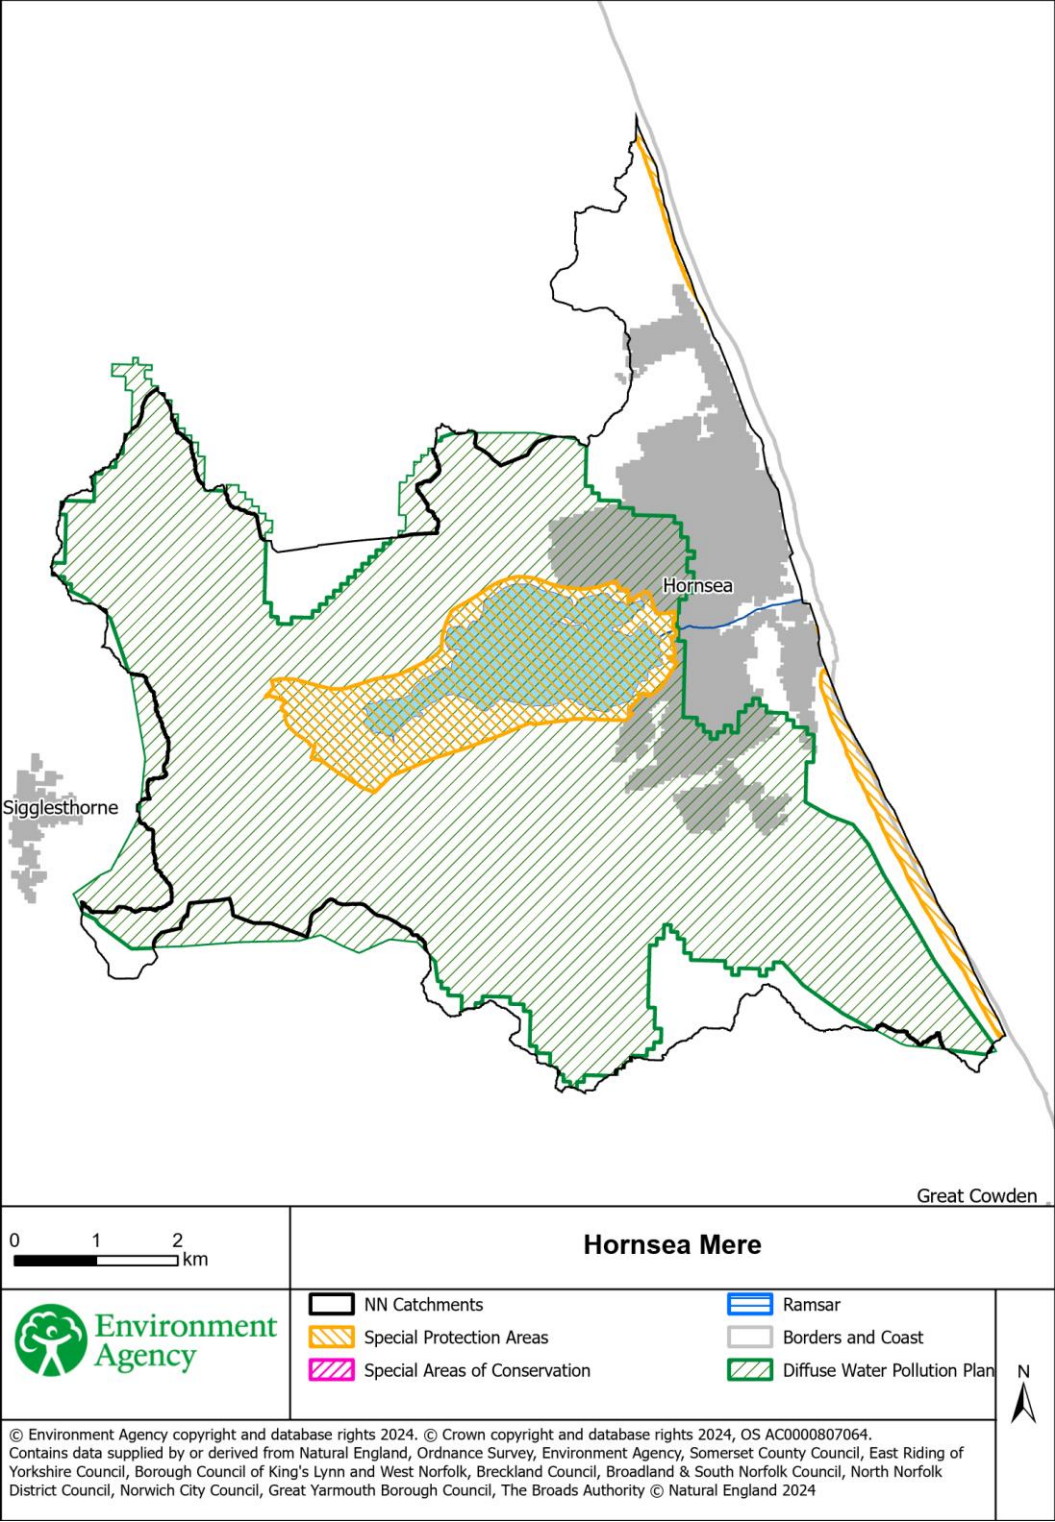 Hornsea
Sigglesthorne
Great Cowden
0 1 2
km
Hornsea Mere
Environment
Agency
NN Catchments
Special Protection Areas
Special Areas of Conservation
Ramsar
Borders and Coast
Diffuse Water Pollution Plan
N
© Environment Agency copyright and database rights 2024. © Crown copyright and database rights 2024, OS AC0000807064.
Contains data supplied by or derived from Natural England, Ordnance Survey, Environment Agency, Somerset County Council, East Riding of
Yorkshire Council, Borough Council of King's Lynn and West Norfolk, Breckland Council, Broadland & South Norfolk Council, North Norfolk
District Council, Norwich City Council, Great Yarmouth Borough Council, The Broads Authority © Natural England 2024